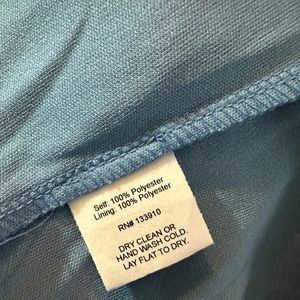 Self: 100% Polyester
Lining: 100% Polyester
RN# 133910
DRY CLEAN OR
HAND WASH COLD.
LAY FLAT TO DRY.